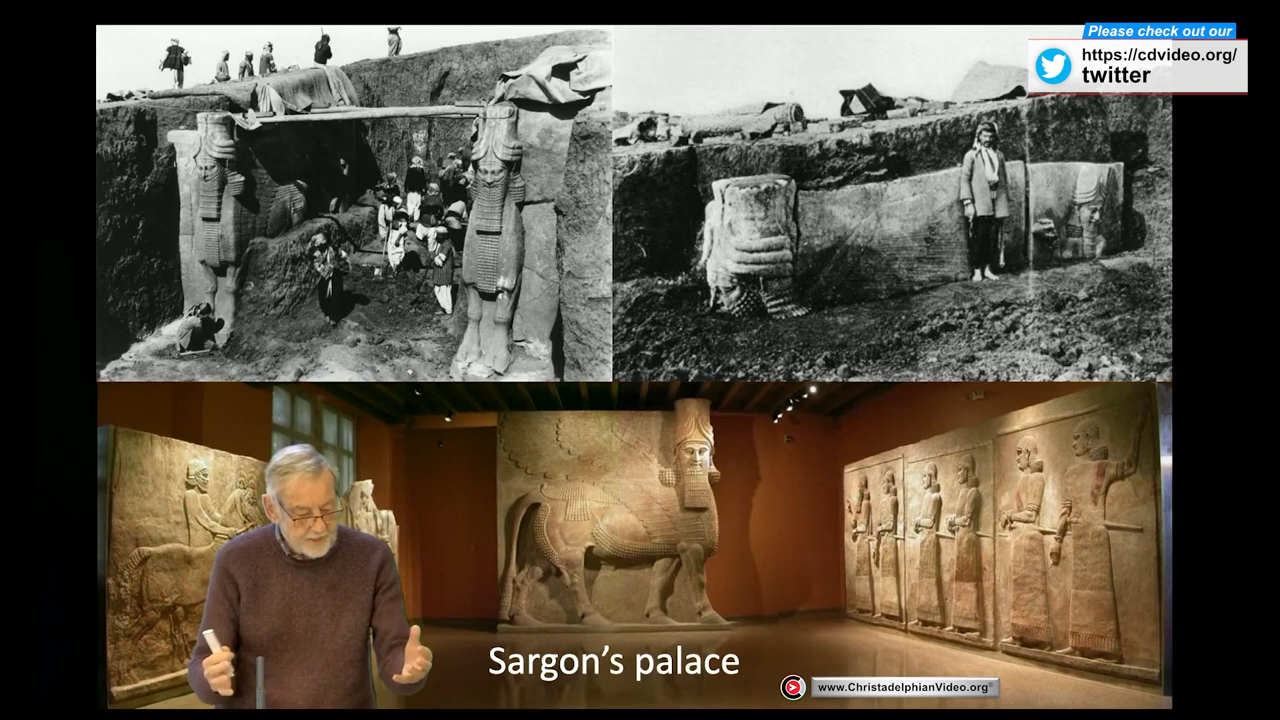 Please check out our
https://cdvideo.org/
twitter
Sargon's palace
www.ChristadelphianVideo.org